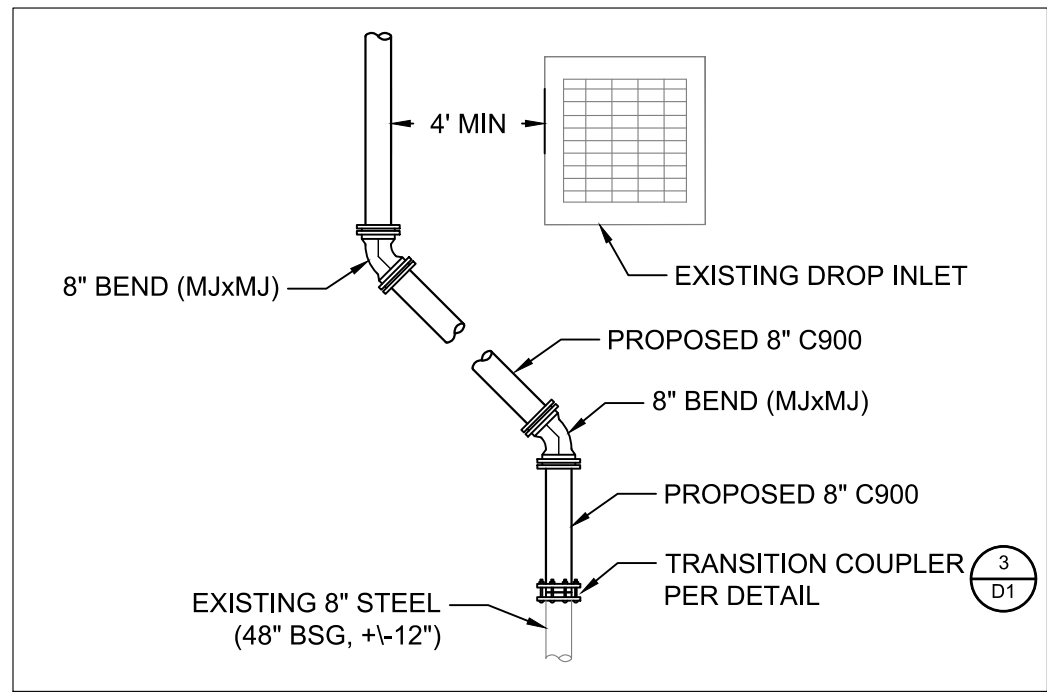 4' MIN
8" BEND (MJxMJ)
EXISTING DROP INLET
PROPOSED 8" C900
8" BEND (MJxMJ)
PROPOSED 8" C900
TRANSITION COUPLER
PER DETAIL
3
D1
EXISTING 8" STEEL
(48" BSG, +\-12")